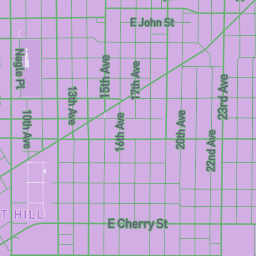 E John St
Nagle Pl
15th Ave
17th Ave
23rd Ave
13th Ave
10th Ave
16th Ave
20th Ave
22nd Ave
T HILL
E Cherry St